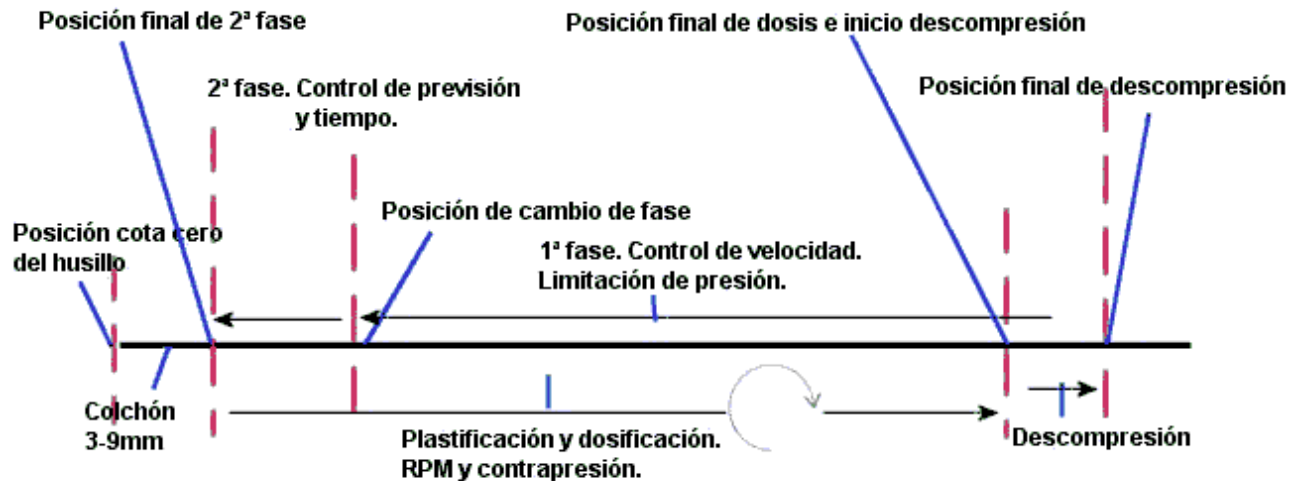 Posición final de 2ª fase
Posición final de dosis e inicio descompresión
2ª fase. Control de previsión
y tiempo.
Posición final de descompresión
Posición de cambio de fase
Posición cota cero
del husillo
1ª fase. Control de velocidad.
Limitación de presión.
Colchón
3-9mm
Plastificación y dosificación.
RPM y contrapresión.
Descompresión